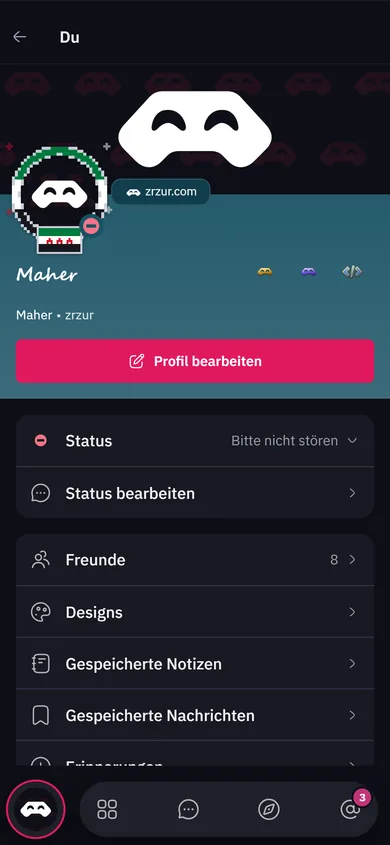 Du
zrzur.com
Maher
Maher • zrzur
Profil bearbeiten
Status
Bitte nicht stören
Status bearbeiten
Freunde
8
Designs
Gespeicherte Notizen
Gespeicherte Nachrichten
Erinnerungen
3